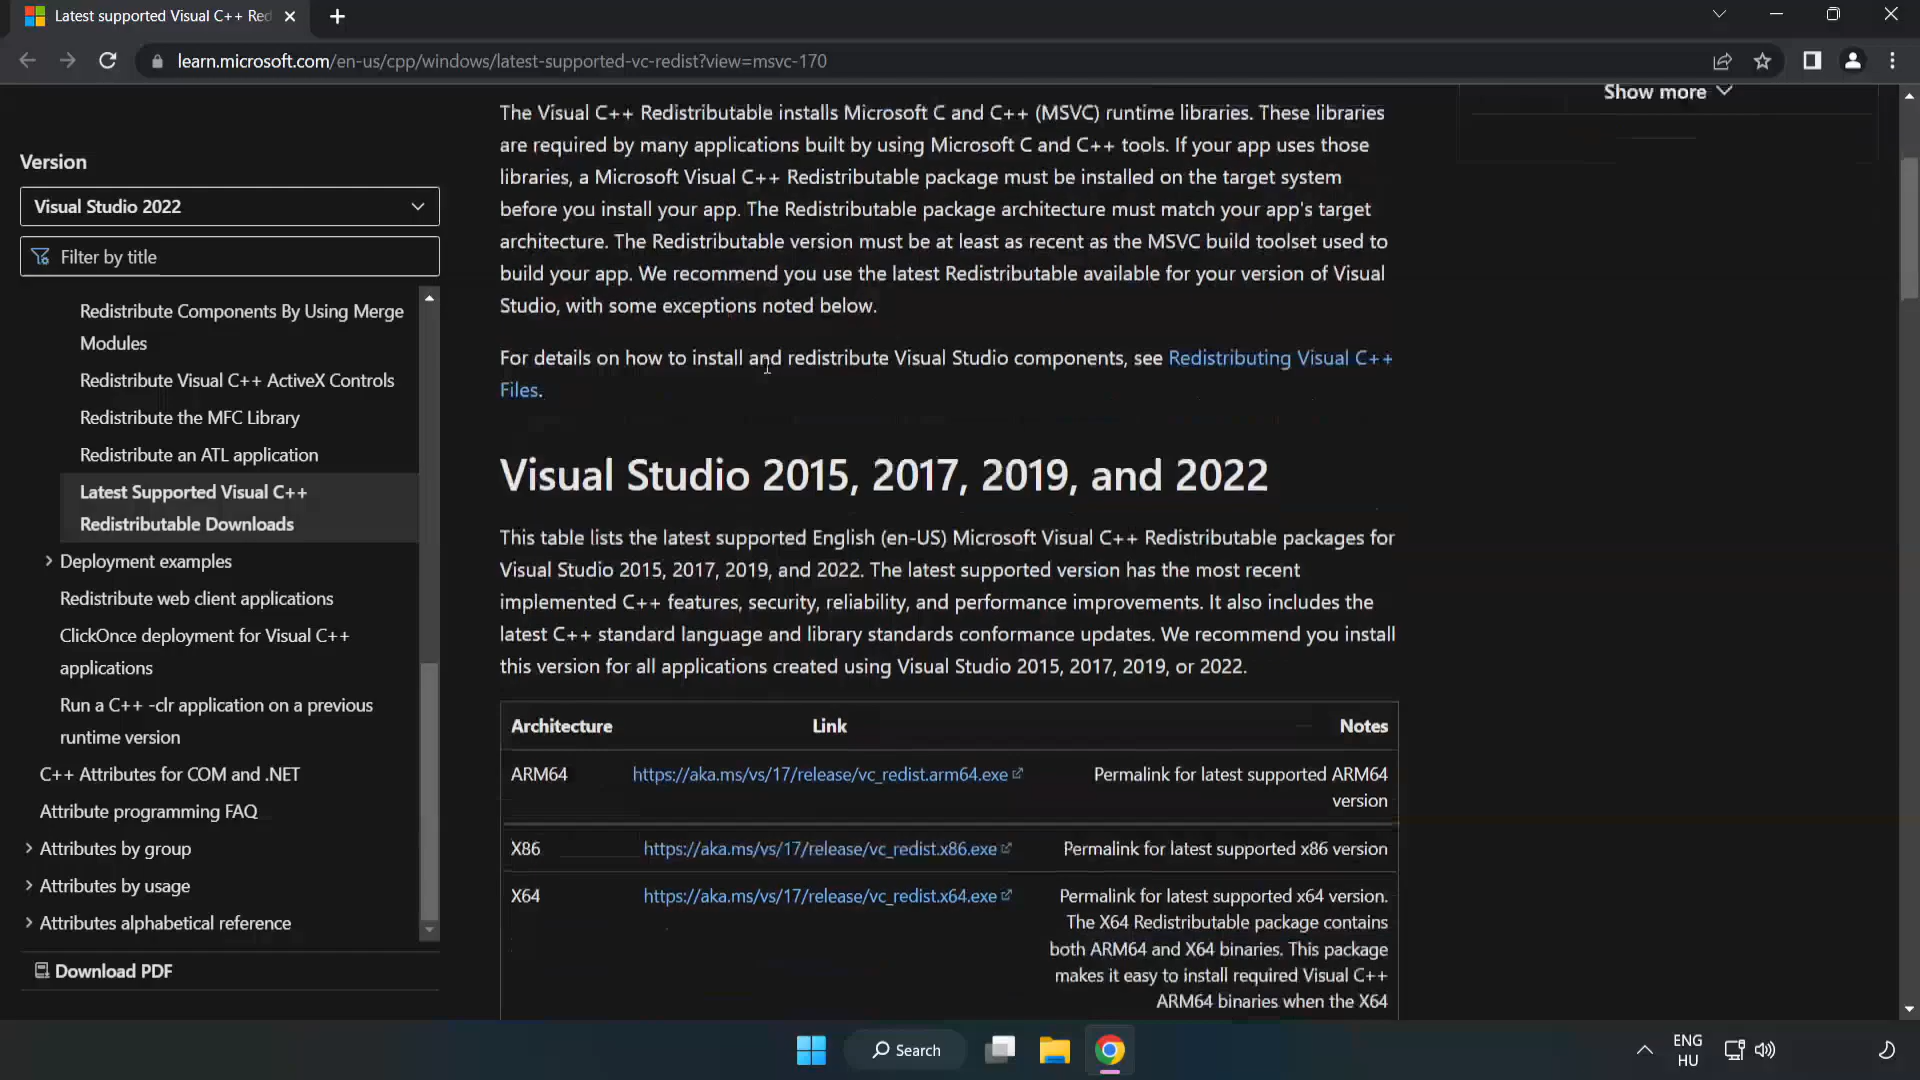 Latest supported Visual C++ Red
learn.microsoft.com/en-us/cpp/windows/latest-supported-vc-redist?view=msvc-170
Version
Visual Studio 2022
Filter by title
Redistribute Components By Using Merge
Modules
Redistribute Visual C++ ActiveX Controls
Redistribute the MFC Library
Redistribute an ATL application
Latest Supported Visual C++
Redistributable Downloads
Deployment examples
Redistribute web client applications
ClickOnce deployment for Visual C++
applications
Run a C++ -clr application on a previous
runtime version
C++ Attributes for COM and .NET
Attribute programming FAQ
Attributes by group
Attributes by usage
Attributes alphabetical reference
Download PDF
The Visual C++ Redistributable installs Microsoft C and C++ (MSVC) runtime libraries. These libraries
are required by many applications built by using Microsoft C and C++ tools. If your app uses those
libraries, a Microsoft Visual C++ Redistributable package must be installed on the target system
before you install your app. The Redistributable package architecture must match your app's target
architecture. The Redistributable version must be at least as recent as the MSVC build toolset used to
build your app. We recommend you use the latest Redistributable available for your version of Visual
Studio, with some exceptions noted below.
For details on how to install and redistribute Visual Studio components, see Redistributing Visual C++
Files.
Visual Studio 2015, 2017, 2019, and 2022
This table lists the latest supported English (en-US) Microsoft Visual C++ Redistributable packages for
Visual Studio 2015, 2017, 2019, and 2022. The latest supported version has the most recent
implemented C++ features, security, reliability, and performance improvements. It also includes the
latest C++ standard language and library standards conformance updates. We recommend you install
this version for all applications created using Visual Studio 2015, 2017, 2019, or 2022.
Architecture Link Notes
ARM64 https://aka.ms/vs/17/release/vc_redist.arm64.exe Permalink for latest supported ARM64
version
X86 https://aka.ms/vs/17/release/vc_redist.x86.exe Permalink for latest supported x86 version
X64 https://aka.ms/vs/17/release/vc_redist.x64.exe Permalink for latest supported x64 version.
The X64 Redistributable package contains
both ARM64 and X64 binaries. This package
makes it easy to install required Visual C++
ARM64 binaries when the X64
Show more
Search
ENG
HU